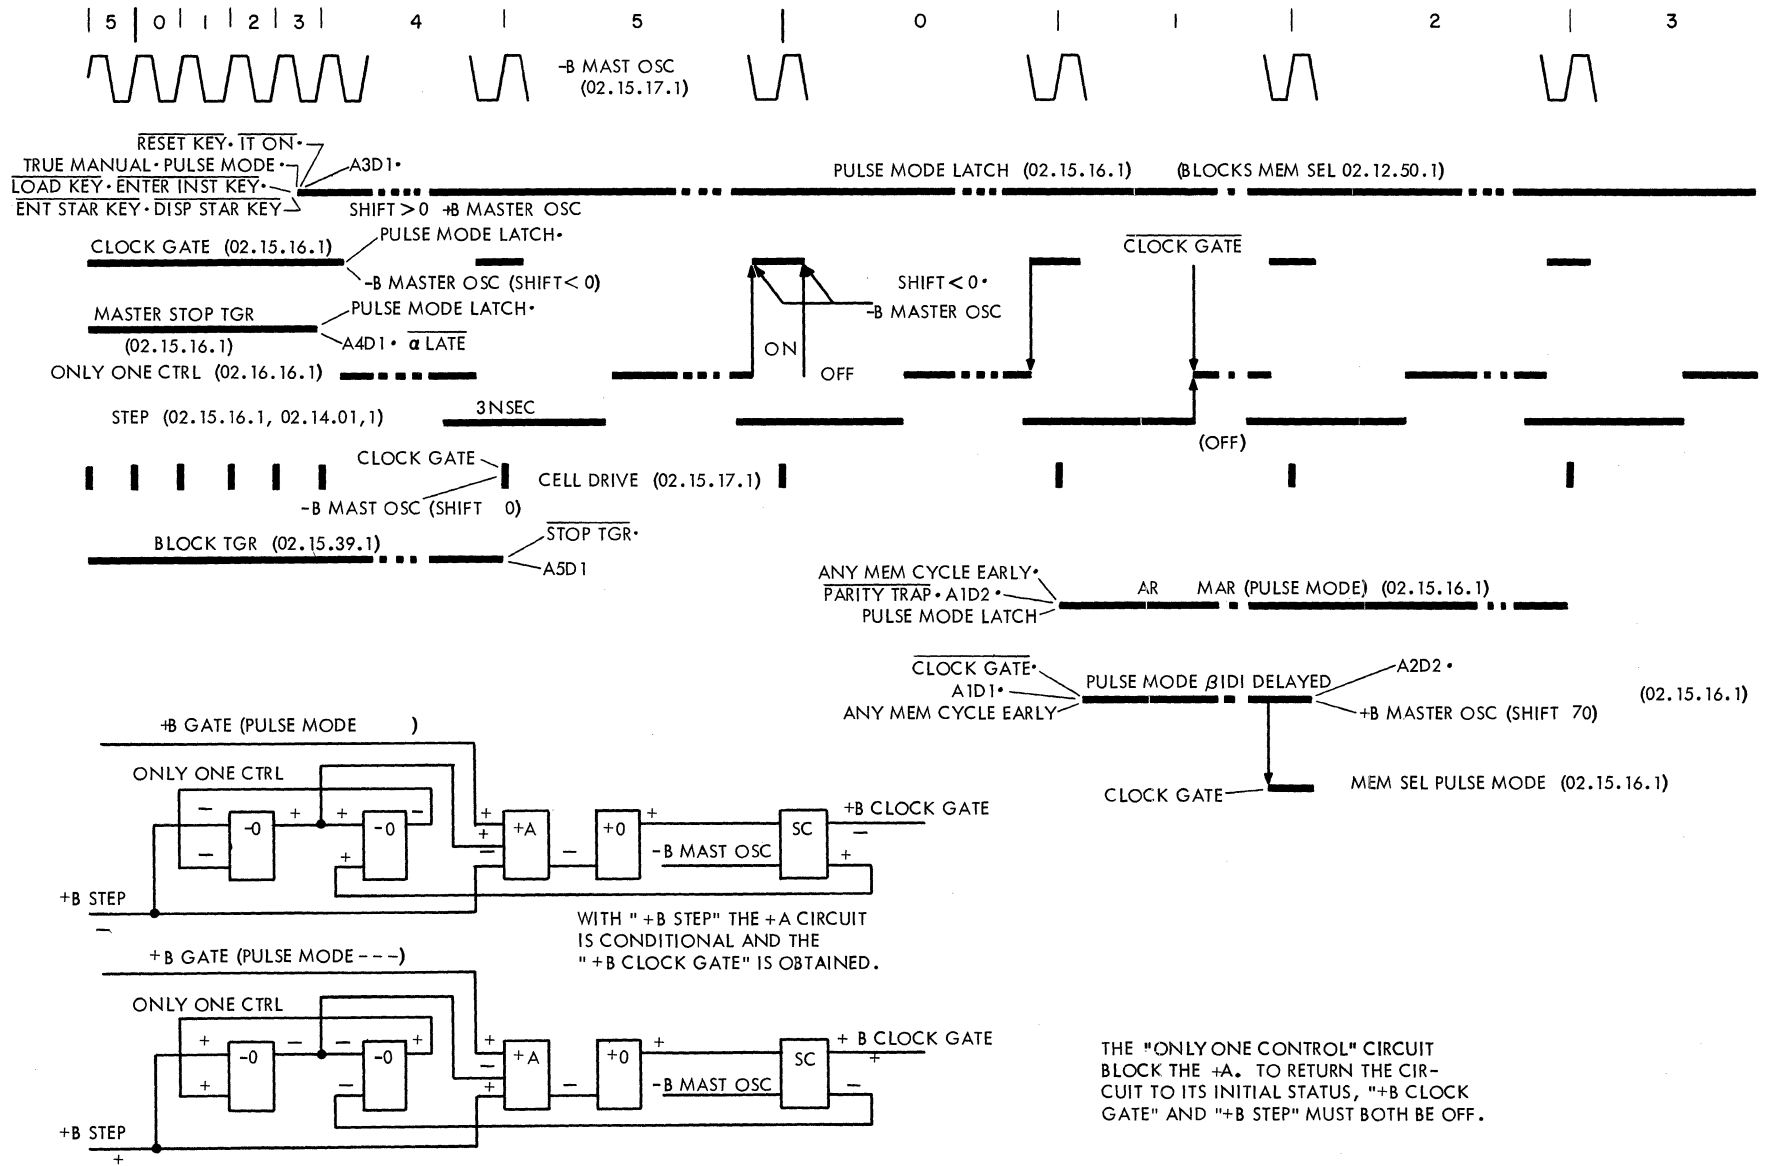 5 0 1 2 3 4 5 0 1 2 3
-B MAST OSC
(02.15.17.1)
RESET KEY· IT ON·
TRUE MANUAL· PULSE MODE·
A3D1·
LOAD KEY· ENTER INST KEY·
ENT STAR KEY· DISP STAR KEY
PULSE MODE LATCH (02.15.16.1) (BLOCKS MEM SEL 02.12.50.1)
SHIFT>0 +B MASTER OSC
CLOCK GATE (02.15.16.1)
PULSE MODE LATCH·
-B MASTER OSC (SHIFT<0)
CLOCK GATE
SHIFT<0·
-B MASTER OSC
MASTER STOP TGR
(02.15.16.1)
PULSE MODE LATCH·
A4D1· α LATE
ON
OFF
ONLY ONE CTRL (02.16.16.1)
STEP (02.15.16.1, 02.14.01,1)
3NSEC
(OFF)
CLOCK GATE
CELL DRIVE (02.15.17.1)
-B MAST OSC (SHIFT 0)
BLOCK TGR (02.15.39.1)
STOP TGR·
A5D1
ANY MEM CYCLE EARLY·
PARITY TRAP· A1D2·
PULSE MODE LATCH
AR MAR (PULSE MODE) (02.15.16.1)
CLOCK GATE·
A1D1·
ANY MEM CYCLE EARLY
PULSE MODE βIDI DELAYED
A2D2·
+B MASTER OSC (SHIFT 70)
(02.15.16.1)
CLOCK GATE
MEM SEL PULSE MODE (02.15.16.1)
+B GATE (PULSE MODE )
ONLY ONE CTRL
− + + −
-0 -0 +A +0 SC
+ + − − +
+B CLOCK GATE
−
-B MAST OSC
− + +
+B STEP
−
WITH " +B STEP" THE +A CIRCUIT
IS CONDITIONAL AND THE
" +B CLOCK GATE" IS OBTAINED.
+B GATE (PULSE MODE---)
ONLY ONE CTRL
+ − − +
-0 -0 +A +0 SC
+ − + − +
+ B CLOCK GATE
+
-B MAST OSC
+ − −
+B STEP
+
THE "ONLY ONE CONTROL" CIRCUIT
BLOCK THE +A. TO RETURN THE CIR-
CUIT TO ITS INITIAL STATUS, "+B CLOCK
GATE" AND "+B STEP" MUST BOTH BE OFF.